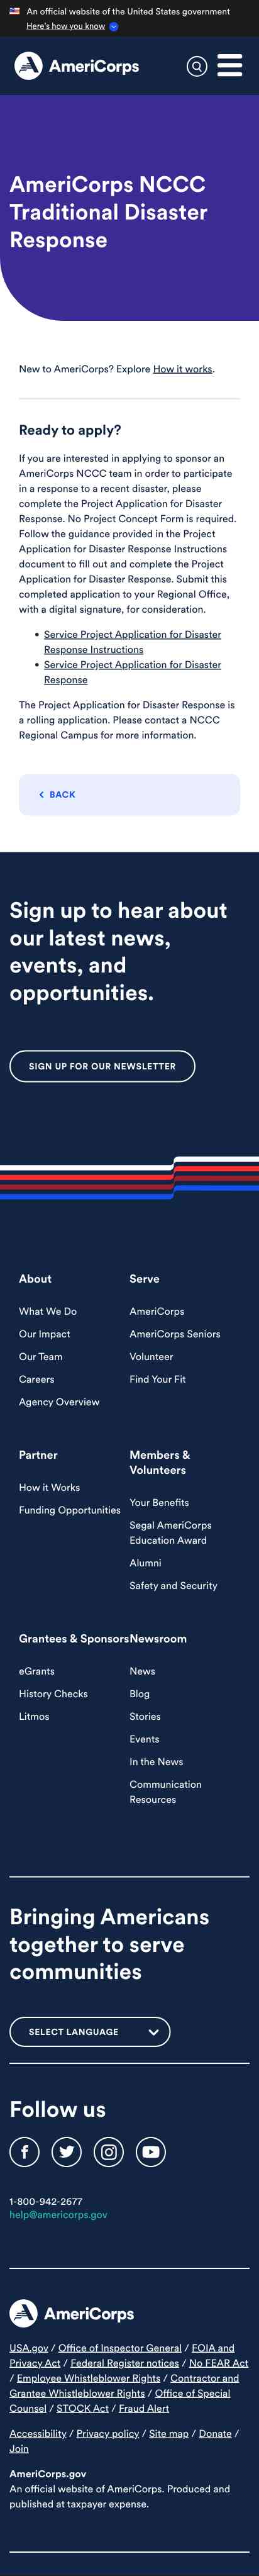 An official website of the United States government
Here's how you know
AmeriCorps
AmeriCorps NCCC
Traditional Disaster
Response
New to AmeriCorps? Explore How it works.
Ready to apply?
If you are interested in applying to sponsor an
AmeriCorps NCCC team in order to participate
in a response to a recent disaster, please
complete the Project Application for Disaster
Response. No Project Concept Form is required.
Follow the guidance provided in the Project
Application for Disaster Response Instructions
document to fill out and complete the Project
Application for Disaster Response. Submit this
completed application to your Regional Office,
with a digital signature, for consideration.
Service Project Application for Disaster
Response Instructions
Service Project Application for Disaster
Response
The Project Application for Disaster Response is
a rolling application. Please contact a NCCC
Regional Campus for more information.
BACK
Sign up to hear about
our latest news,
events, and
opportunities.
SIGN UP FOR OUR NEWSLETTER
About
What We Do
Our Impact
Our Team
Careers
Agency Overview
Serve
AmeriCorps
AmeriCorps Seniors
Volunteer
Find Your Fit
Partner
How it Works
Funding Opportunities
Members &
Volunteers
Your Benefits
Segal AmeriCorps
Education Award
Alumni
Safety and Security
Grantees & Sponsors
eGrants
History Checks
Litmos
Newsroom
News
Blog
Stories
Events
In the News
Communication
Resources
Bringing Americans
together to serve
communities
SELECT LANGUAGE
Follow us
1-800-942-2677
help@americorps.gov
AmeriCorps
USA.gov / Office of Inspector General / FOIA and
Privacy Act / Federal Register notices / No FEAR Act
/ Employee Whistleblower Rights / Contractor and
Grantee Whistleblower Rights / Office of Special
Counsel / STOCK Act / Fraud Alert
Accessibility / Privacy policy / Site map / Donate /
Join
AmeriCorps.gov
An official website of AmeriCorps. Produced and
published at taxpayer expense.